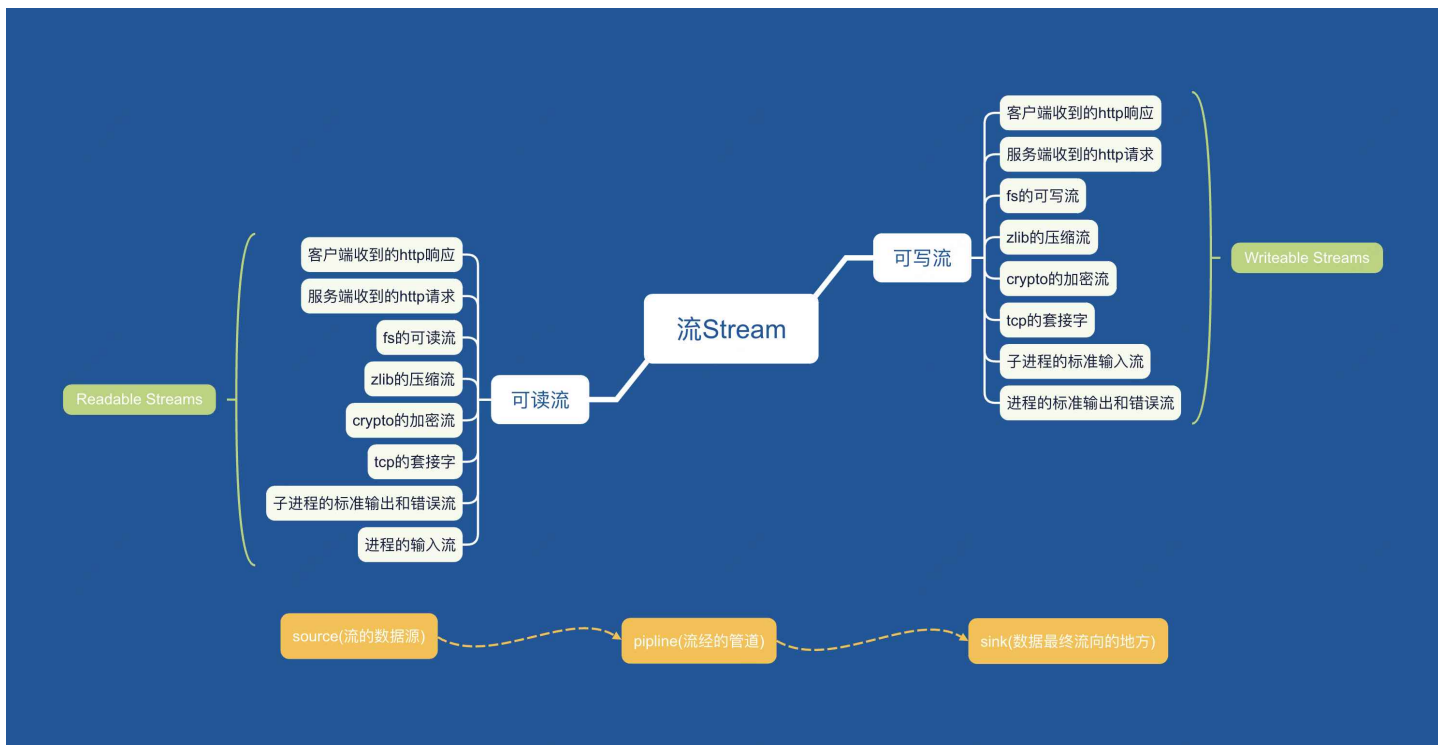 流Stream
可写流
客户端收到的http响应
服务端收到的http请求
fs的可写流
zlib的压缩流
crypto的加密流
tcp的套接字
子进程的标准输入流
进程的标准输出和错误流
Writeable Streams
可读流
客户端收到的http响应
服务端收到的http请求
fs的可读流
zlib的压缩流
crypto的加密流
tcp的套接字
子进程的标准输出和错误流
进程的输入流
Readable Streams
source(流的数据源)
pipline(流经的管道)
sink(数据最终流向的地方)